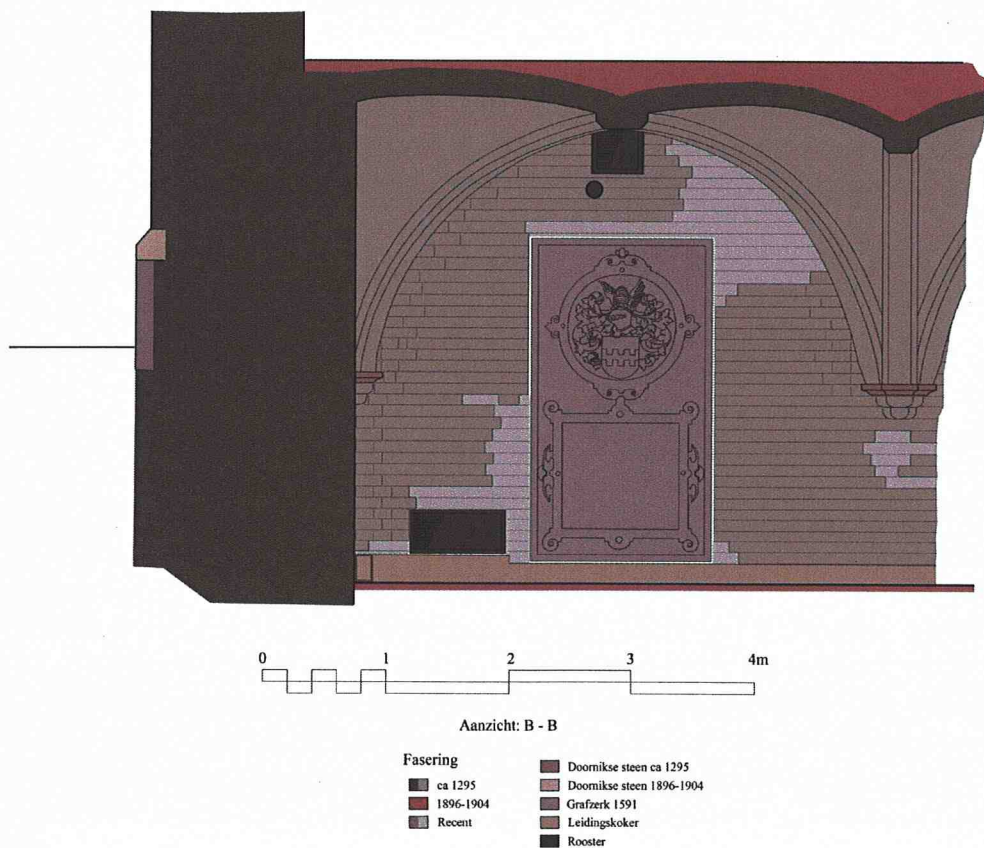 0 1 2 3 4m
Aanzicht: B - B
Fasering
ca 1295
1896-1904
Recent
Doornikse steen ca 1295
Doornikse steen 1896-1904
Grafzerk 1591
Leidingskoker
Rooster